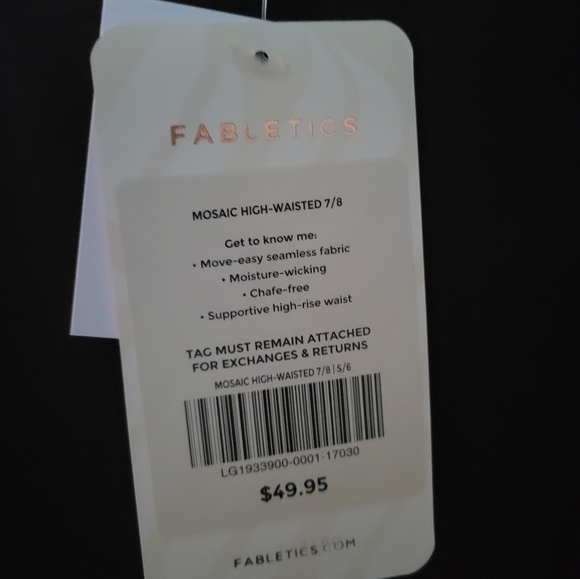 FABLETICS
MOSAIC HIGH-WAISTED 7/8
Get to know me:
• Move-easy seamless fabric
• Moisture-wicking
• Chafe-free
• Supportive high-rise waist
TAG MUST REMAIN ATTACHED
FOR EXCHANGES & RETURNS
MOSAIC HIGH-WAISTED 7/8 | S/6
LG1933900-0001-17030
$49.95
FABLETICS.COM